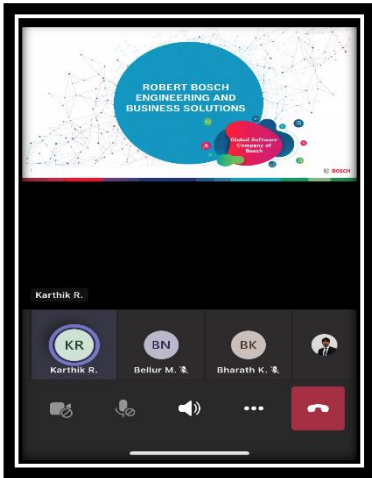 ROBERT BOSCH
ENGINEERING AND
BUSINESS SOLUTIONS
Global Software
Company of
Bosch
BOSCH
Karthik R.
KR
BN
BK
Karthik R.
Bellur M.
Bharath K.